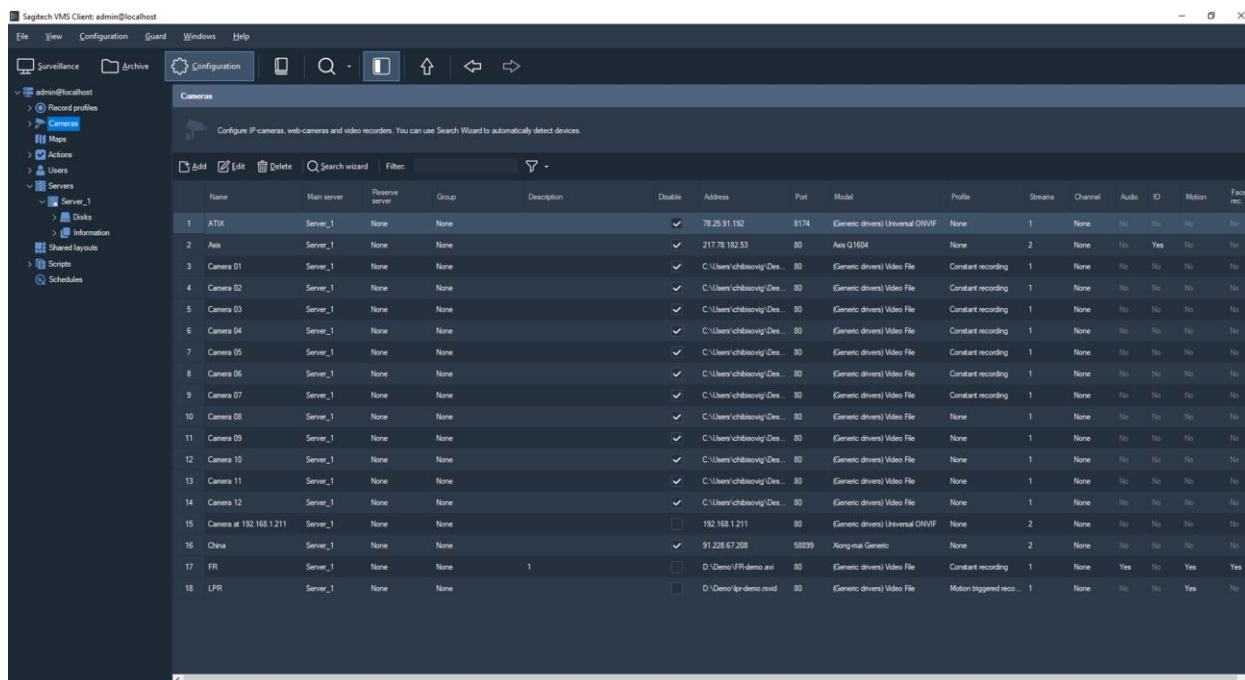 Sagitech VMS Client: admin@localhost
File View Configuration Guard Windows Help
Surveillance Archive Configuration
admin@localhost
Record profiles
Cameras
Maps
Actions
Users
Servers
Server_1
Disks
Information
Shared layouts
Scripts
Schedules
Cameras
Configure IP-cameras, web-cameras and video recorders. You can use Search Wizard to automatically detect devices.
Add Edit Delete Search wizard Filter:
Name Main server Reserve server Group Description Disable Address Port Model Profile Streams Channel Audio IO Motion Face rec.
1 ATIX Server_1 None None 78.25.91.192 8174 (Generic drivers) Universal ONVIF None 1 None No No No No
2 Axis Server_1 None None 217.78.182.53 80 Axis Q1604 None 2 None No Yes No No
3 Camera 01 Server_1 None None C:\Users\chibisovig\Des... 80 (Generic drivers) Video File Constant recording 1 None No No No No
4 Camera 02 Server_1 None None C:\Users\chibisovig\Des... 80 (Generic drivers) Video File Constant recording 1 None No No No No
5 Camera 03 Server_1 None None C:\Users\chibisovig\Des... 80 (Generic drivers) Video File Constant recording 1 None No No No No
6 Camera 04 Server_1 None None C:\Users\chibisovig\Des... 80 (Generic drivers) Video File Constant recording 1 None No No No No
7 Camera 05 Server_1 None None C:\Users\chibisovig\Des... 80 (Generic drivers) Video File Constant recording 1 None No No No No
8 Camera 06 Server_1 None None C:\Users\chibisovig\Des... 80 (Generic drivers) Video File Constant recording 1 None No No No No
9 Camera 07 Server_1 None None C:\Users\chibisovig\Des... 80 (Generic drivers) Video File Constant recording 1 None No No No No
10 Camera 08 Server_1 None None C:\Users\chibisovig\Des... 80 (Generic drivers) Video File None 1 None No No No No
11 Camera 09 Server_1 None None C:\Users\chibisovig\Des... 80 (Generic drivers) Video File None 1 None No No No No
12 Camera 10 Server_1 None None C:\Users\chibisovig\Des... 80 (Generic drivers) Video File None 1 None No No No No
13 Camera 11 Server_1 None None C:\Users\chibisovig\Des... 80 (Generic drivers) Video File None 1 None No No No No
14 Camera 12 Server_1 None None C:\Users\chibisovig\Des... 80 (Generic drivers) Video File None 1 None No No No No
15 Camera at 192.168.1.211 Server_1 None None 192.168.1.211 80 (Generic drivers) Universal ONVIF None 2 None No No No No
16 China Server_1 None None 91.228.67.208 58899 Xiong-mai Generic None 2 None No No No No
17 FR Server_1 None None 1 D:\Demo\FR-demo.avi 80 (Generic drivers) Video File Constant recording 1 None Yes No Yes Yes
18 LPR Server_1 None None D:\Demo\lpr-demo.rsvid 80 (Generic drivers) Video File Motion triggered reco... 1 None No No Yes No